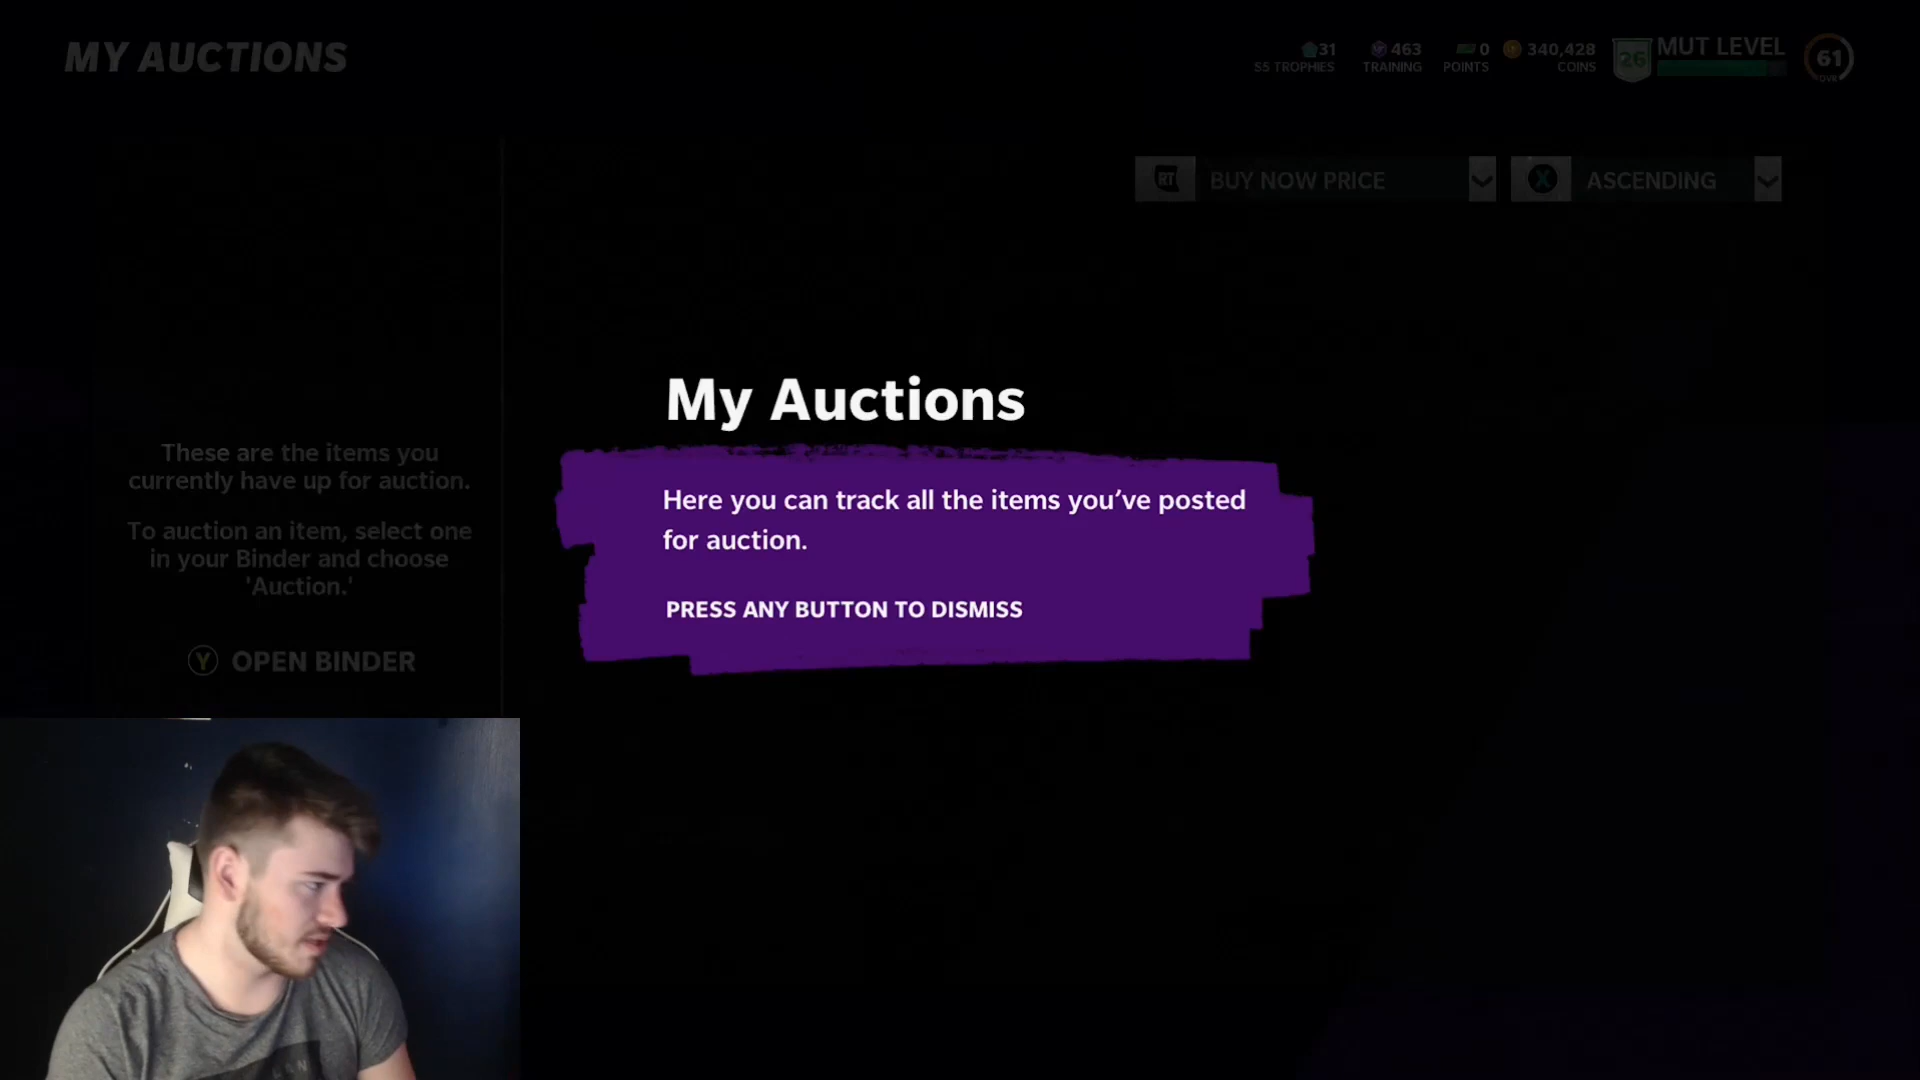 MY AUCTIONS
31
S5 TROPHIES
463
TRAINING
0
POINTS
340,428
COINS
26
MUT LEVEL
61
OVR
RT
BUY NOW PRICE
X
ASCENDING
My Auctions
Here you can track all the items you've posted
for auction.
PRESS ANY BUTTON TO DISMISS
These are the items you
currently have up for auction.
To auction an item, select one
in your Binder and choose
'Auction.'
Y OPEN BINDER